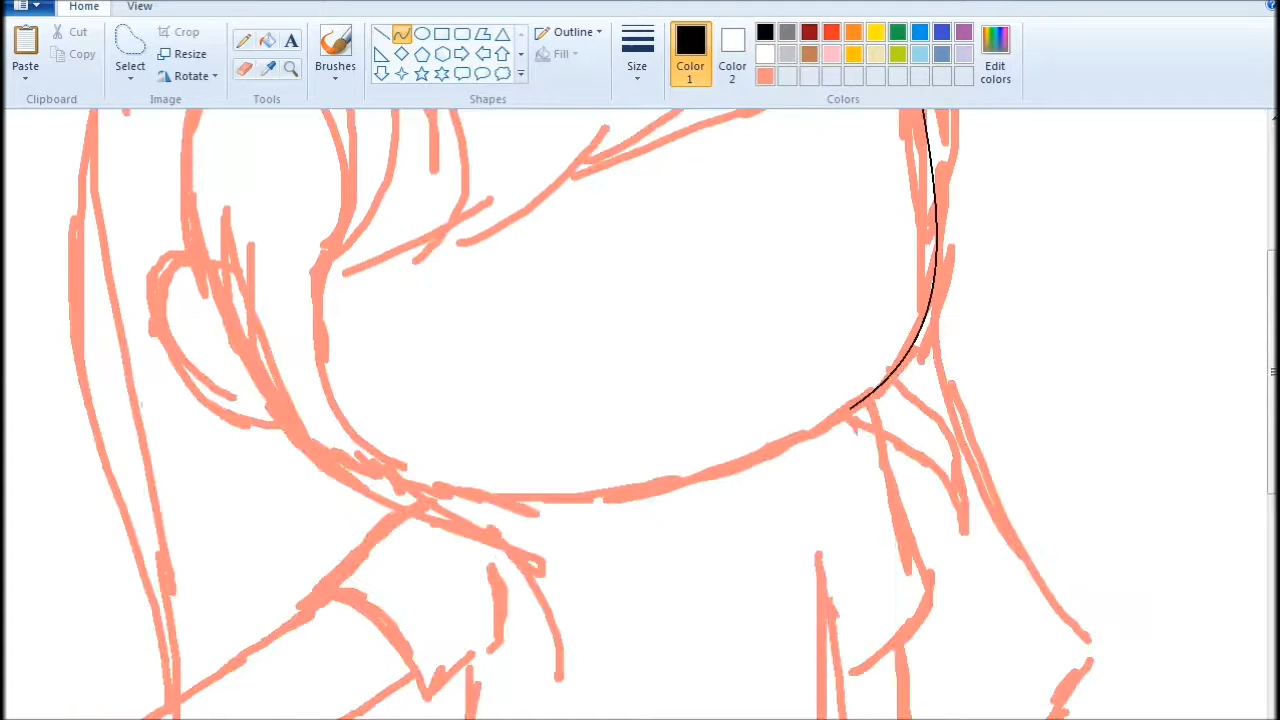 Home View
Paste
Cut
Copy
Clipboard
Select
Crop
Resize
Rotate
Image
A
Tools
Brushes
Outline
Fill
Shapes
Size
Color
1
Color
2
Edit
colors
Colors